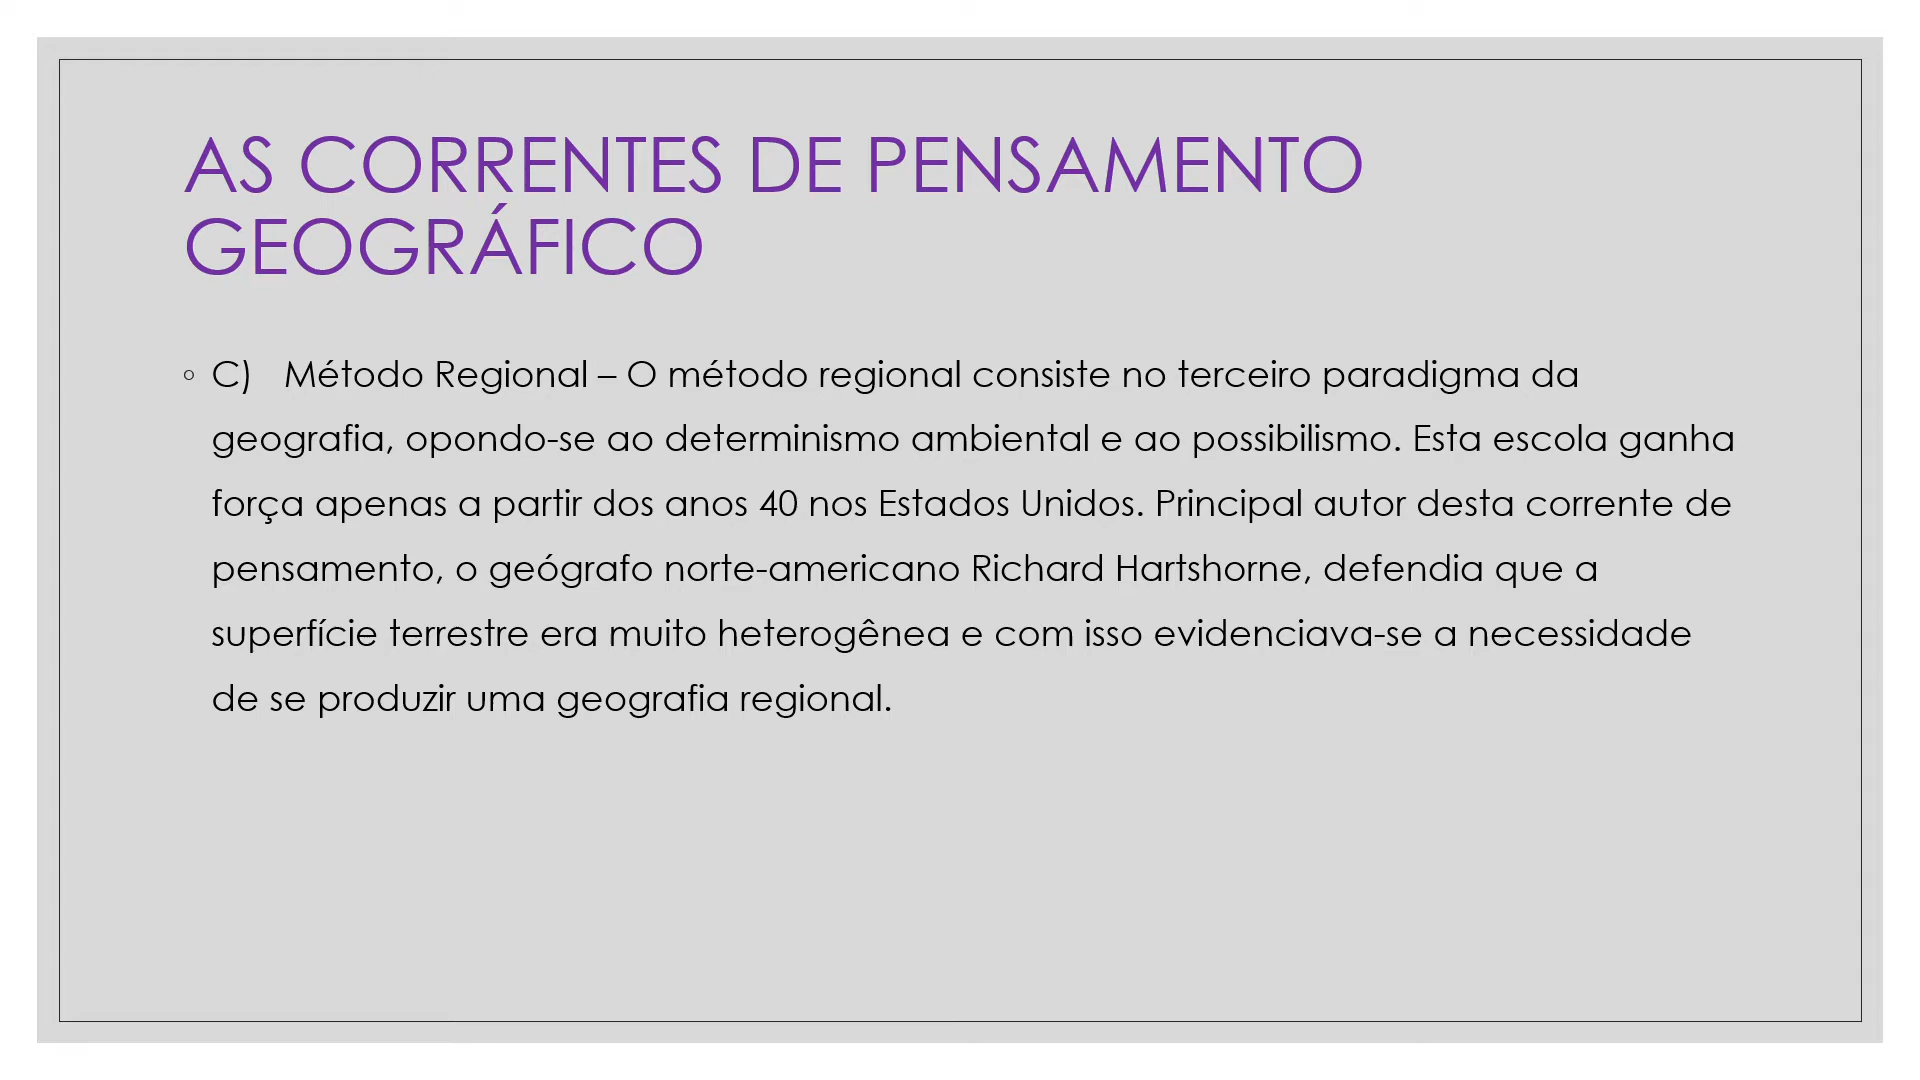 AS CORRENTES DE PENSAMENTO
GEOGRÁFICO
◦ C) Método Regional – O método regional consiste no terceiro paradigma da
geografia, opondo-se ao determinismo ambiental e ao possibilismo. Esta escola ganha
força apenas a partir dos anos 40 nos Estados Unidos. Principal autor desta corrente de
pensamento, o geógrafo norte-americano Richard Hartshorne, defendia que a
superfície terrestre era muito heterogênea e com isso evidenciava-se a necessidade
de se produzir uma geografia regional.